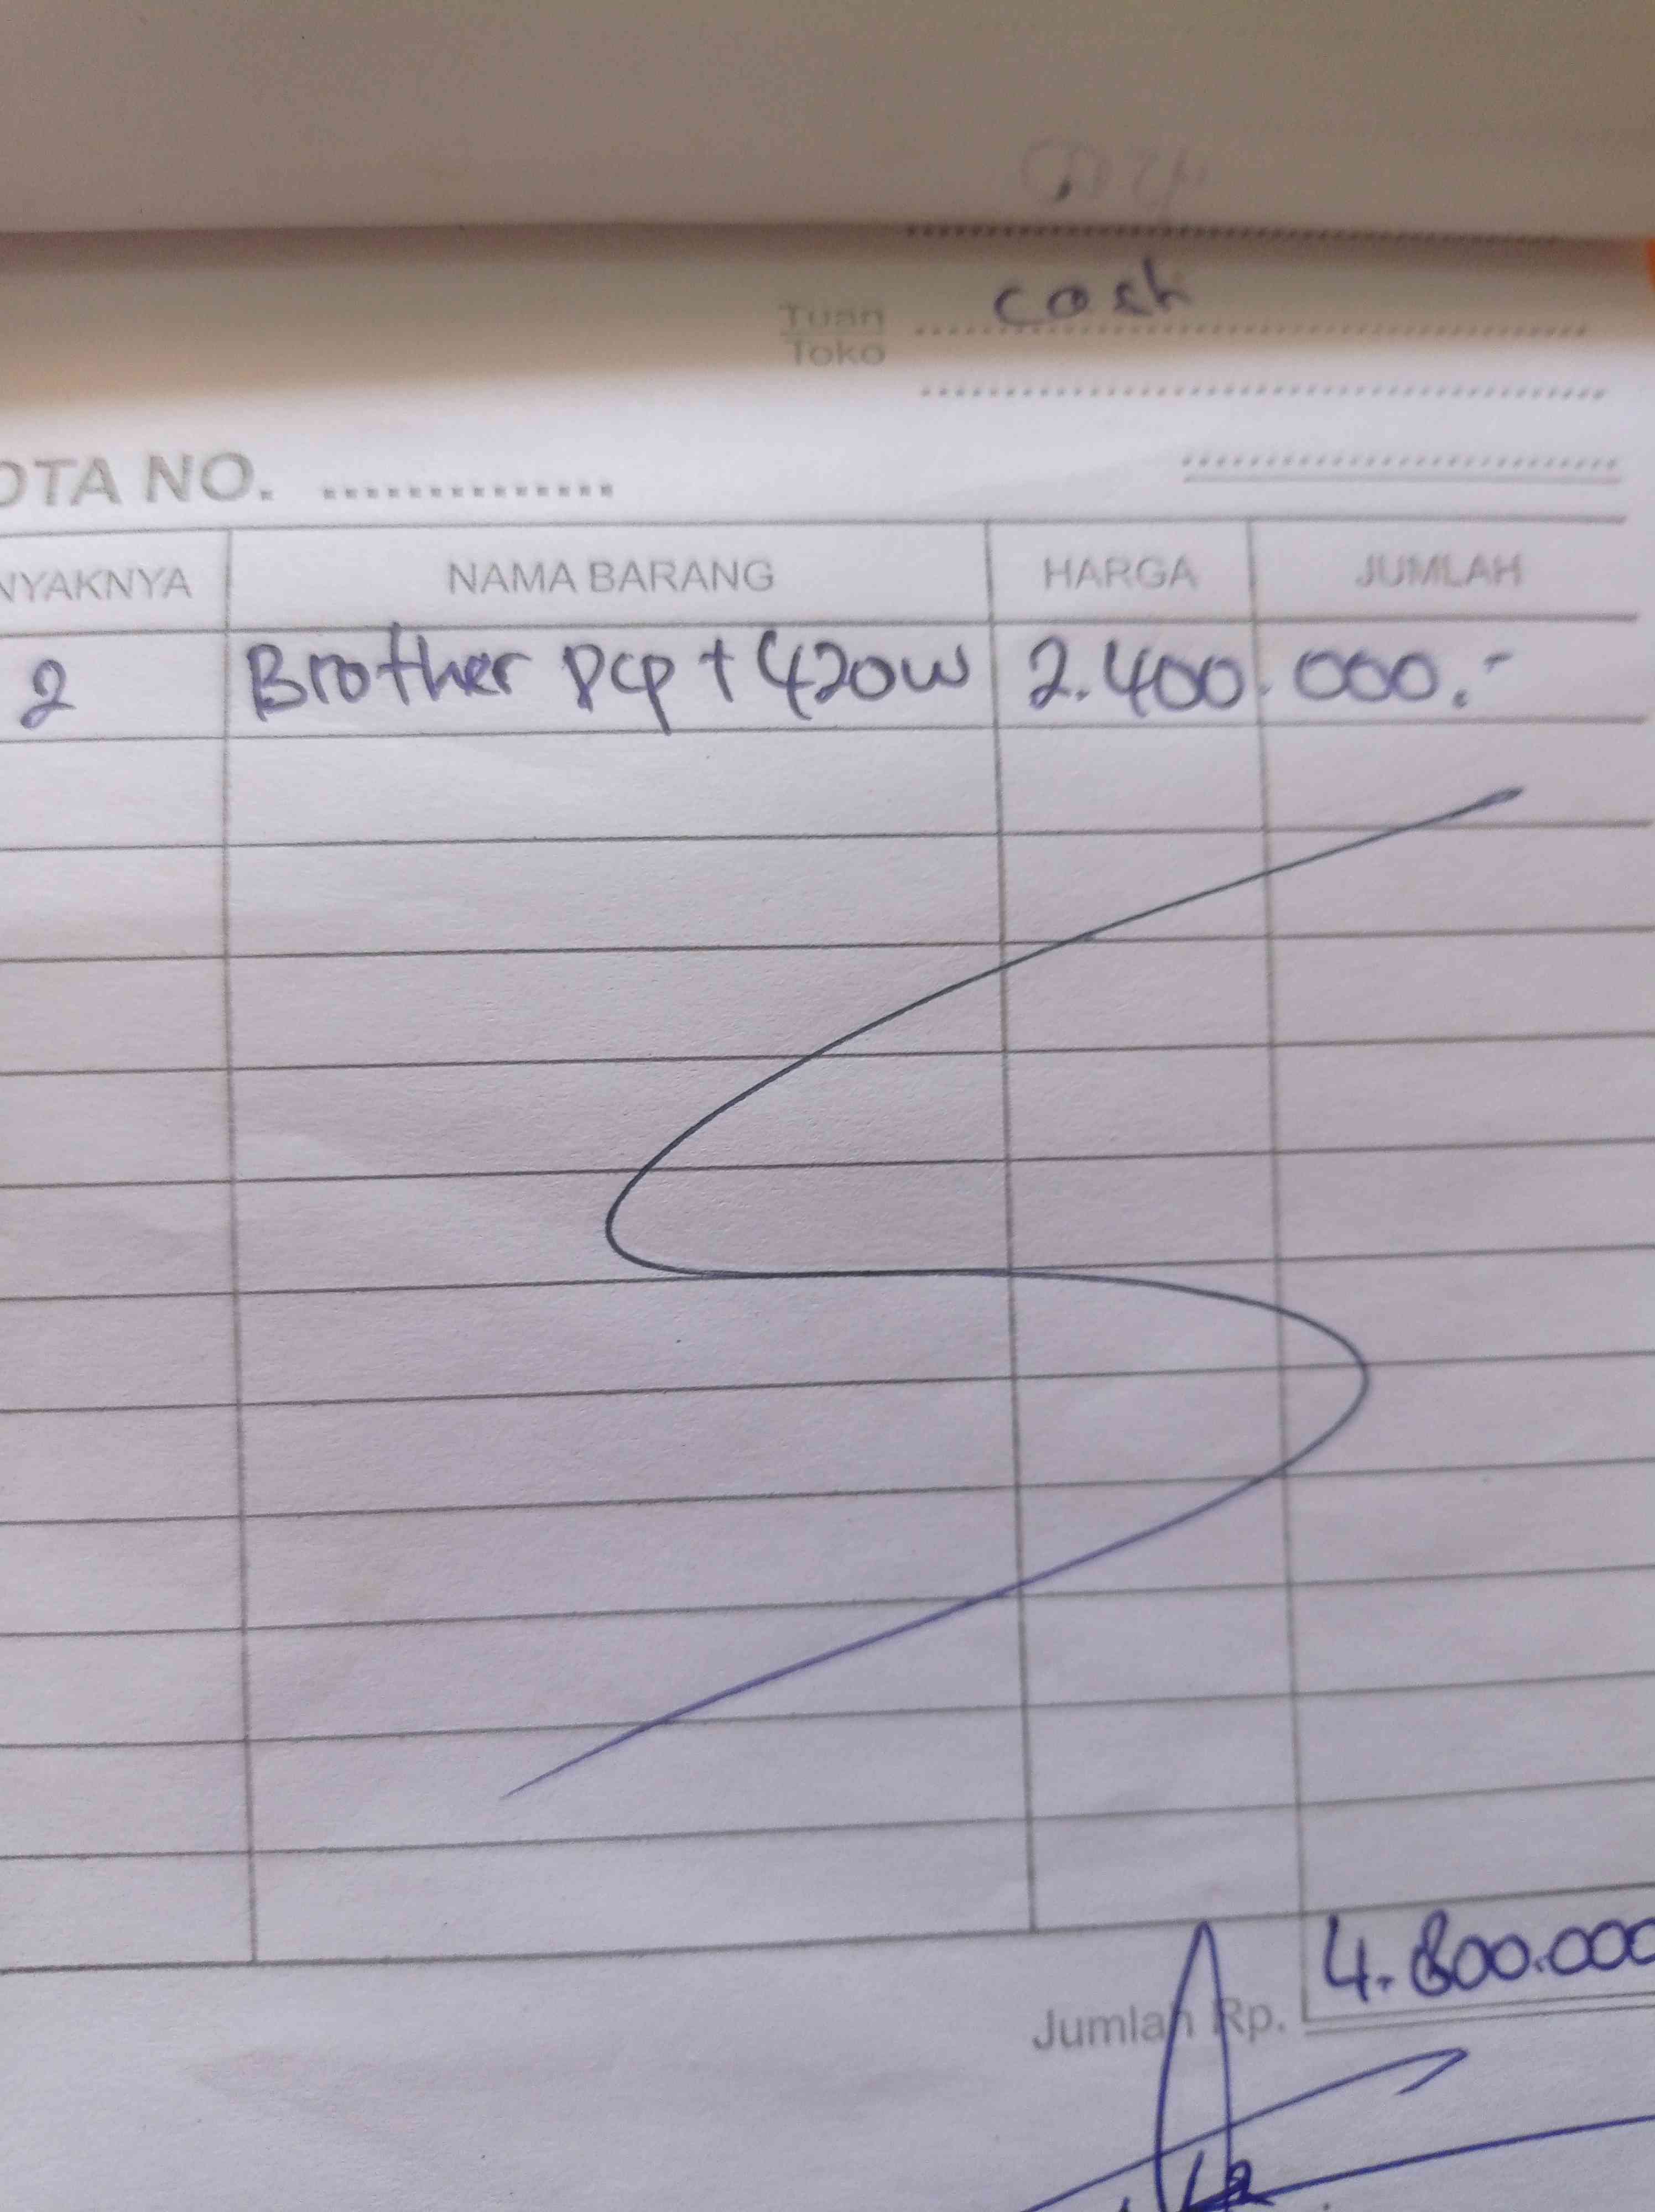 cash
Tuan
Toko
OTA NO. ..............
NYAKNYA NAMA BARANG HARGA JUMLAH
2 Brother Dcp t 420w 2.400.000.-
4.800.000
Jumlah Rp.